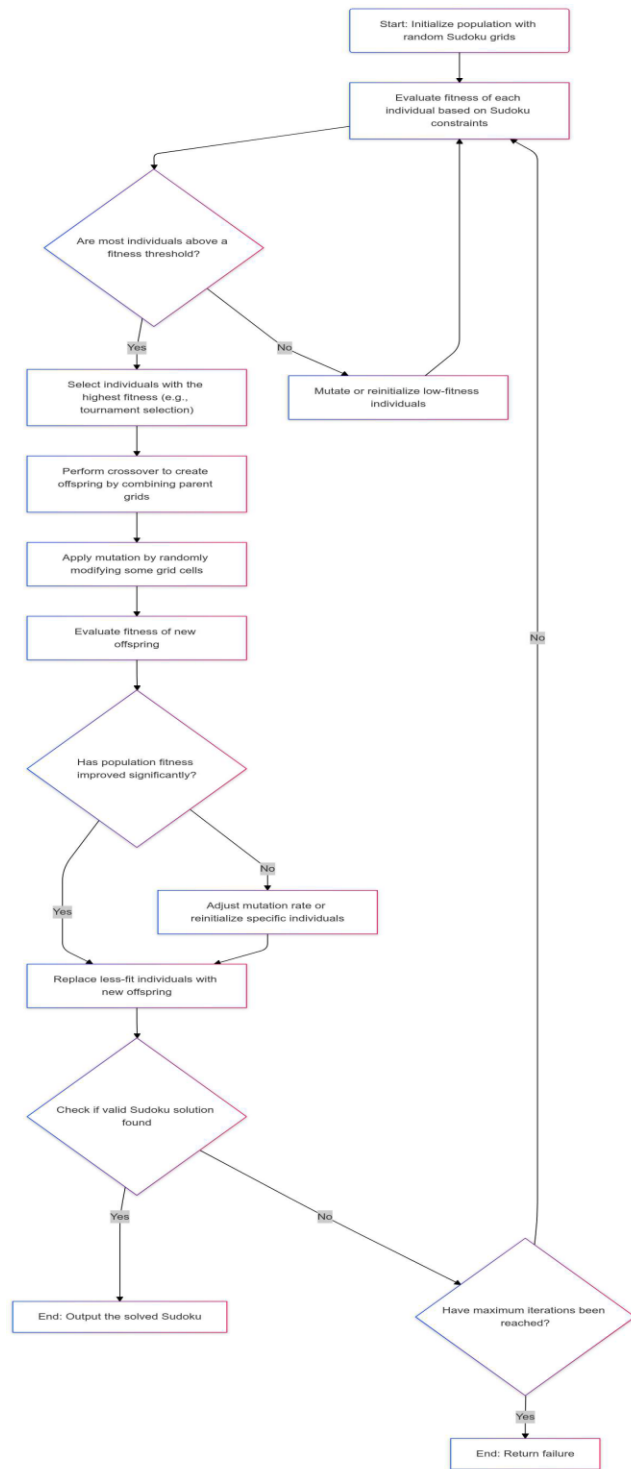 Start: Initialize population with
random Sudoku grids
Evaluate fitness of each
individual based on Sudoku
constraints
Are most individuals above a
fitness threshold?
Yes
No
Select individuals with the
highest fitness (e.g.,
tournament selection)
Mutate or reinitialize low-fitness
individuals
Perform crossover to create
offspring by combining parent
grids
Apply mutation by randomly
modifying some grid cells
Evaluate fitness of new
offspring
No
Has population fitness
improved significantly?
No
Yes
Adjust mutation rate or
reinitialize specific individuals
Replace less-fit individuals with
new offspring
Check if valid Sudoku solution
found
Yes
No
End: Output the solved Sudoku
Have maximum iterations been
reached?
Yes
End: Return failure